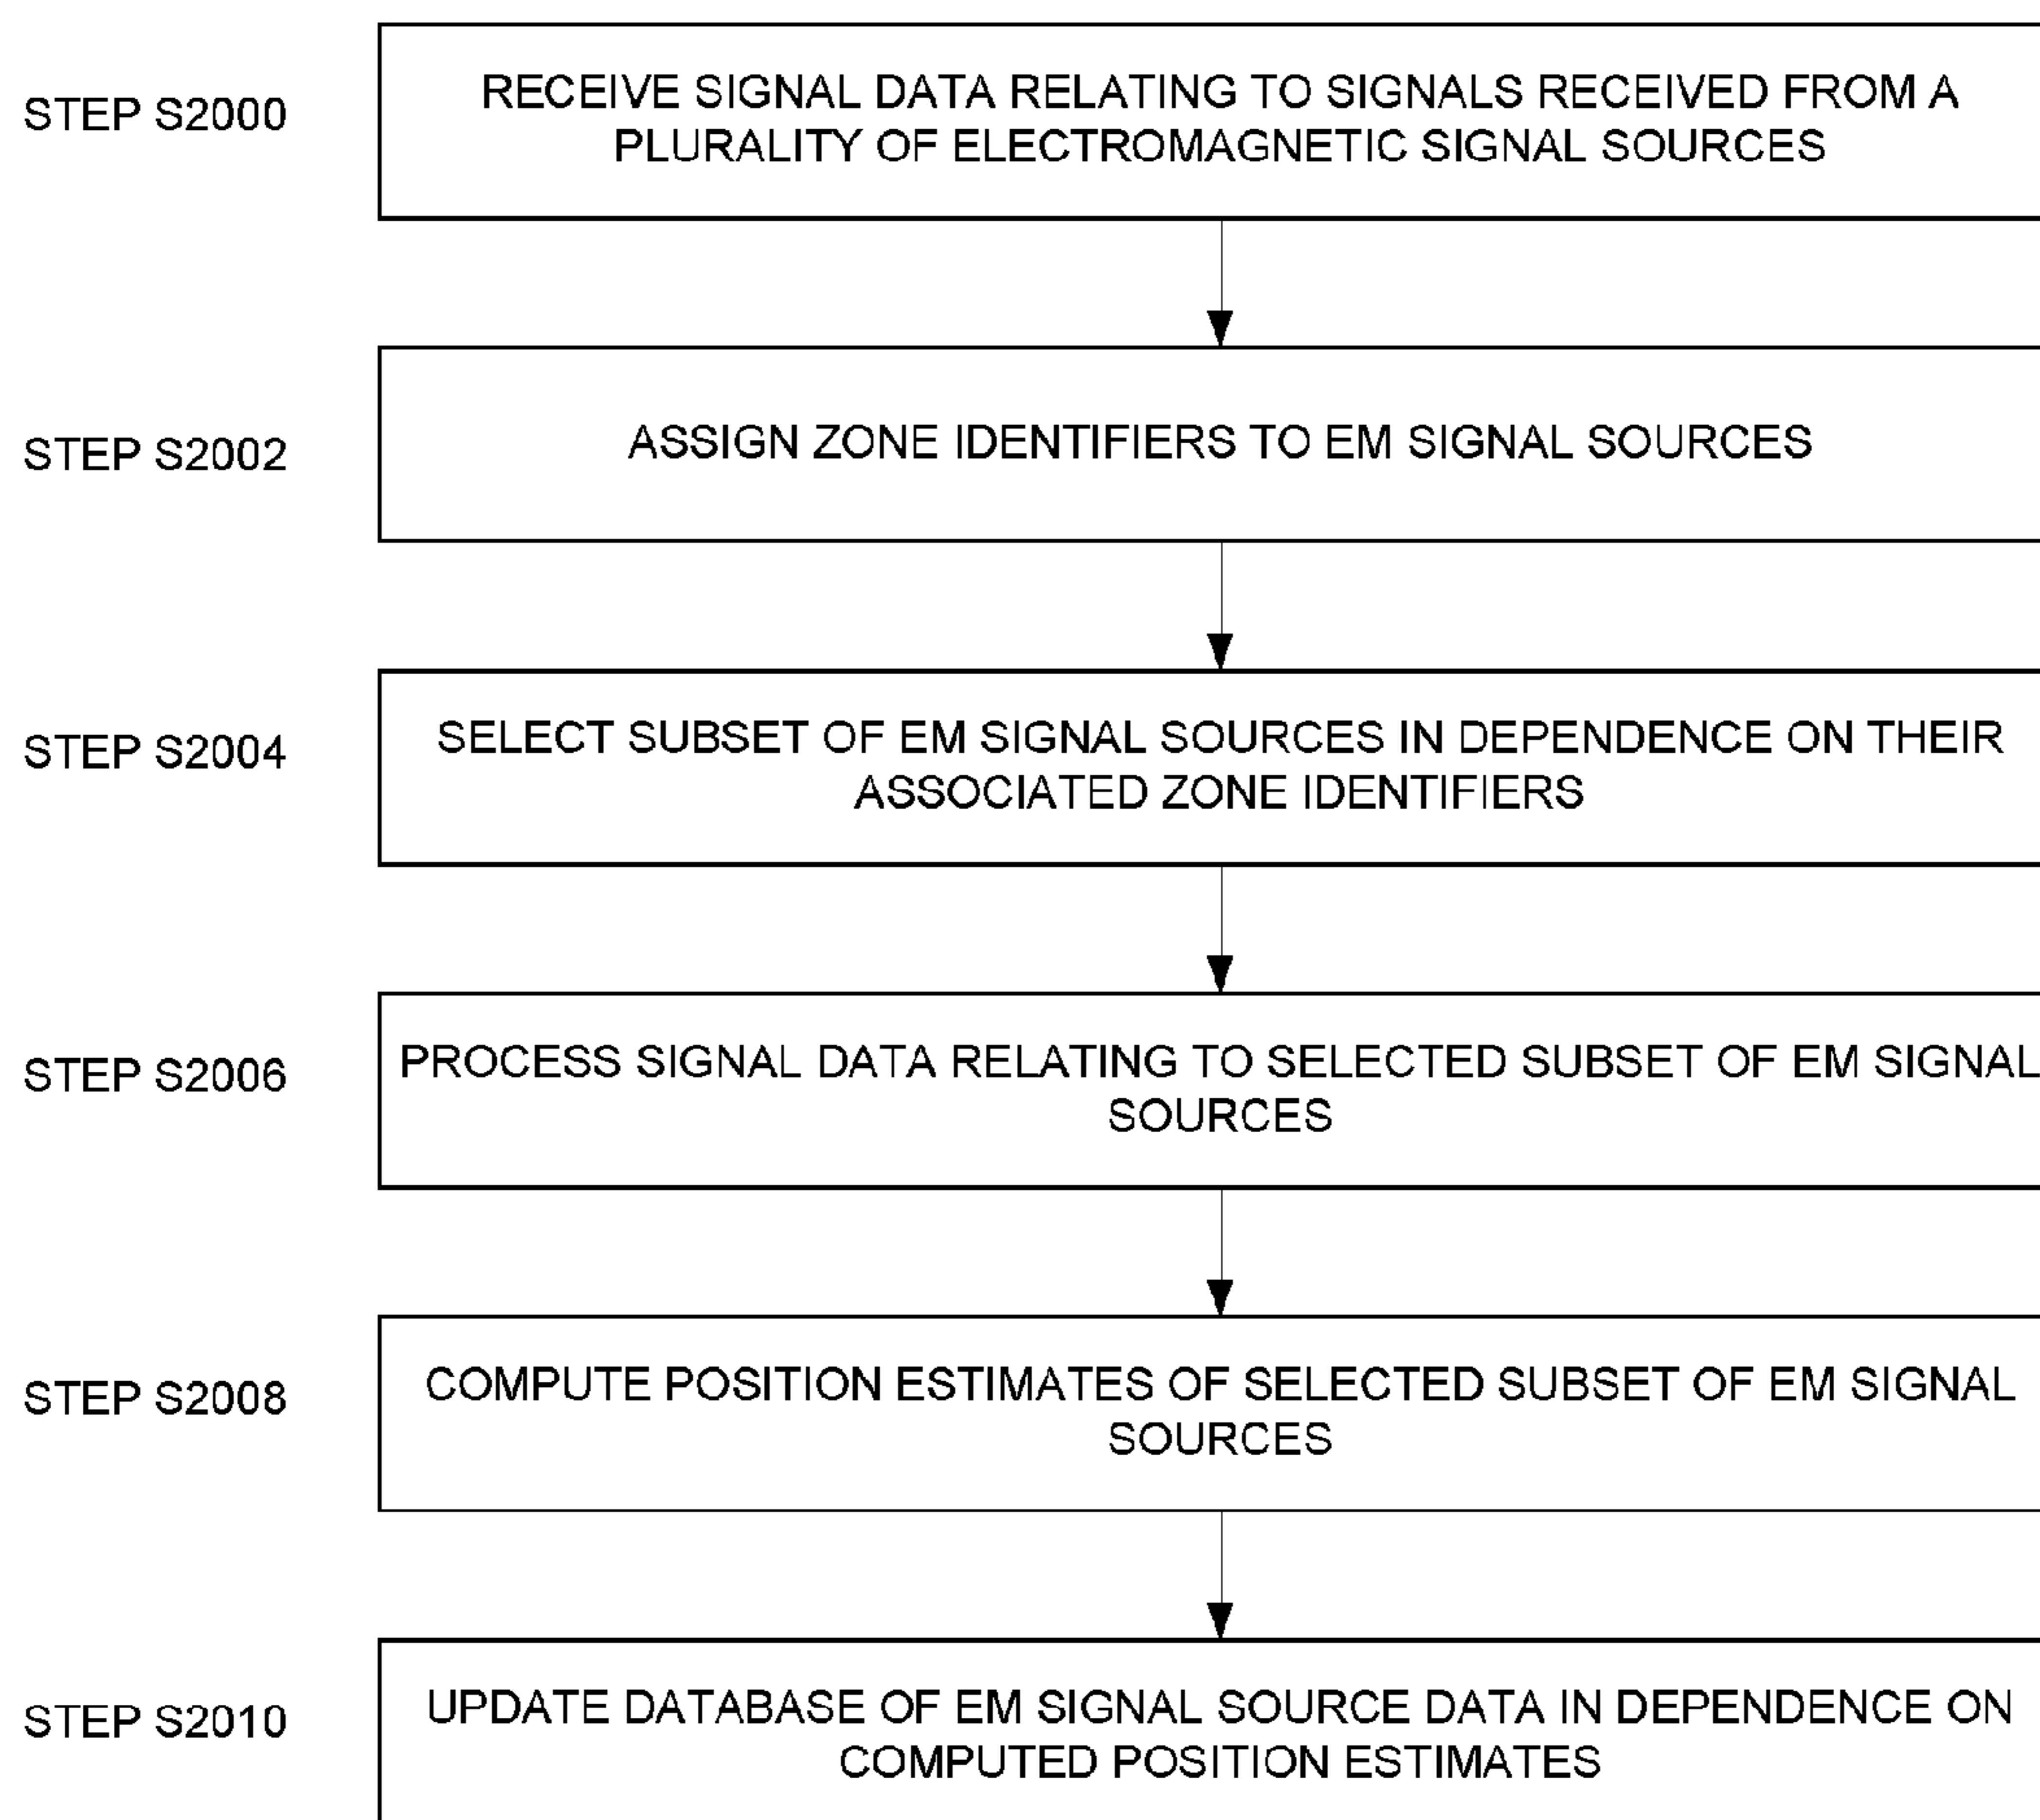 STEP S2000
RECEIVE SIGNAL DATA RELATING TO SIGNALS RECEIVED FROM A
PLURALITY OF ELECTROMAGNETIC SIGNAL SOURCES
STEP S2002
ASSIGN ZONE IDENTIFIERS TO EM SIGNAL SOURCES
STEP S2004
SELECT SUBSET OF EM SIGNAL SOURCES IN DEPENDENCE ON THEIR
ASSOCIATED ZONE IDENTIFIERS
STEP S2006
PROCESS SIGNAL DATA RELATING TO SELECTED SUBSET OF EM SIGNAL
SOURCES
STEP S2008
COMPUTE POSITION ESTIMATES OF SELECTED SUBSET OF EM SIGNAL
SOURCES
STEP S2010
UPDATE DATABASE OF EM SIGNAL SOURCE DATA IN DEPENDENCE ON
COMPUTED POSITION ESTIMATES